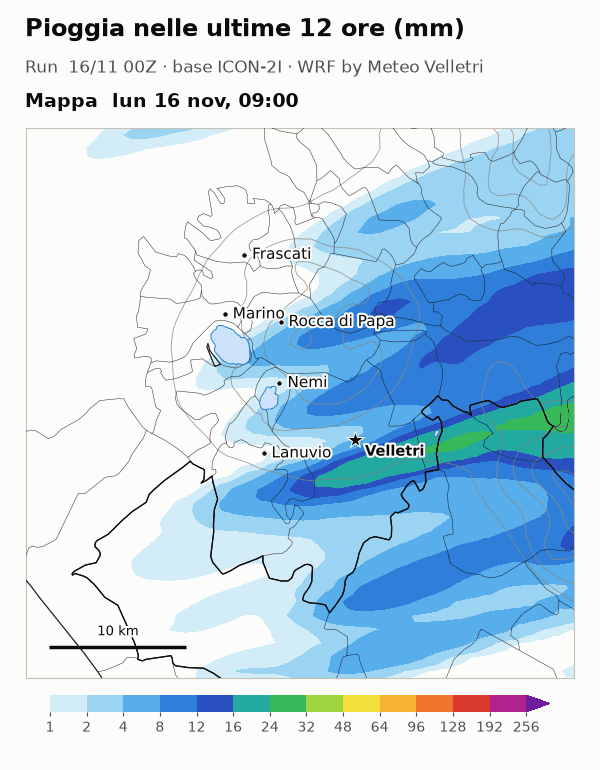 Pioggia nelle ultime 12 ore (mm)
Run  16/11 00Z · base ICON-2I · WRF by Meteo Velletri
Mappa  lun 16 nov, 09:00
Frascati
Marino
Rocca di Papa
Nemi
Velletri
Lanuvio
10 km
1 2 4 8 12 16 24 32 48 64 96 128 192 256